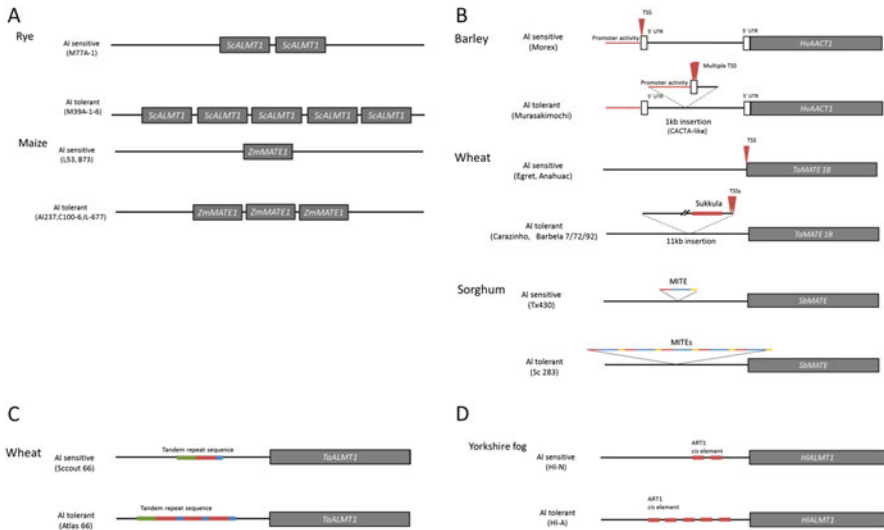 A
Rye
Al sensitive
(M77A-1)
ScALMT1 ScALMT1
Al tolerant
(M39A-1-6)
ScALMT1 ScALMT1 ScALMT1 ScALMT1 ScALMT1
Maize
Al sensitive
(L53, B73)
ZmMATE1
Al tolerant
(Al237,C100-6,IL-677)
ZmMATE1 ZmMATE1 ZmMATE1
B
Barley
Al sensitive
(Morex)
TSS
Promoter activity
5' UTR
5' UTR
HvAACT1
Multiple TSS
Promoter activity
Al tolerant
(Murasakimochi)
5' UTR
5' UTR
HvAACT1
1kb insertion
(CACTA-like)
Wheat
Al sensitive
(Egret, Anahuac)
TSS
TaMATE1B
Sukkula
TSSs
Al tolerant
(Carazinho, Barbela 7/72/92)
11kb insertion
TaMATE1B
Sorghum
Al sensitive
(Tx430)
MITE
SbMATE
MITEs
Al tolerant
(Sc 283)
SbMATE
C
Wheat
Al sensitive
(Sccout 66)
Tandem repeat sequence
TaALMT1
Al tolerant
(Atlas 66)
Tandem repeat sequence
TaALMT1
D
Yorkshire fog
Al sensitive
(Hl-N)
ART1
cis element
HlALMT1
Al tolerant
(Hl-A)
ART1
cis element
HlALMT1